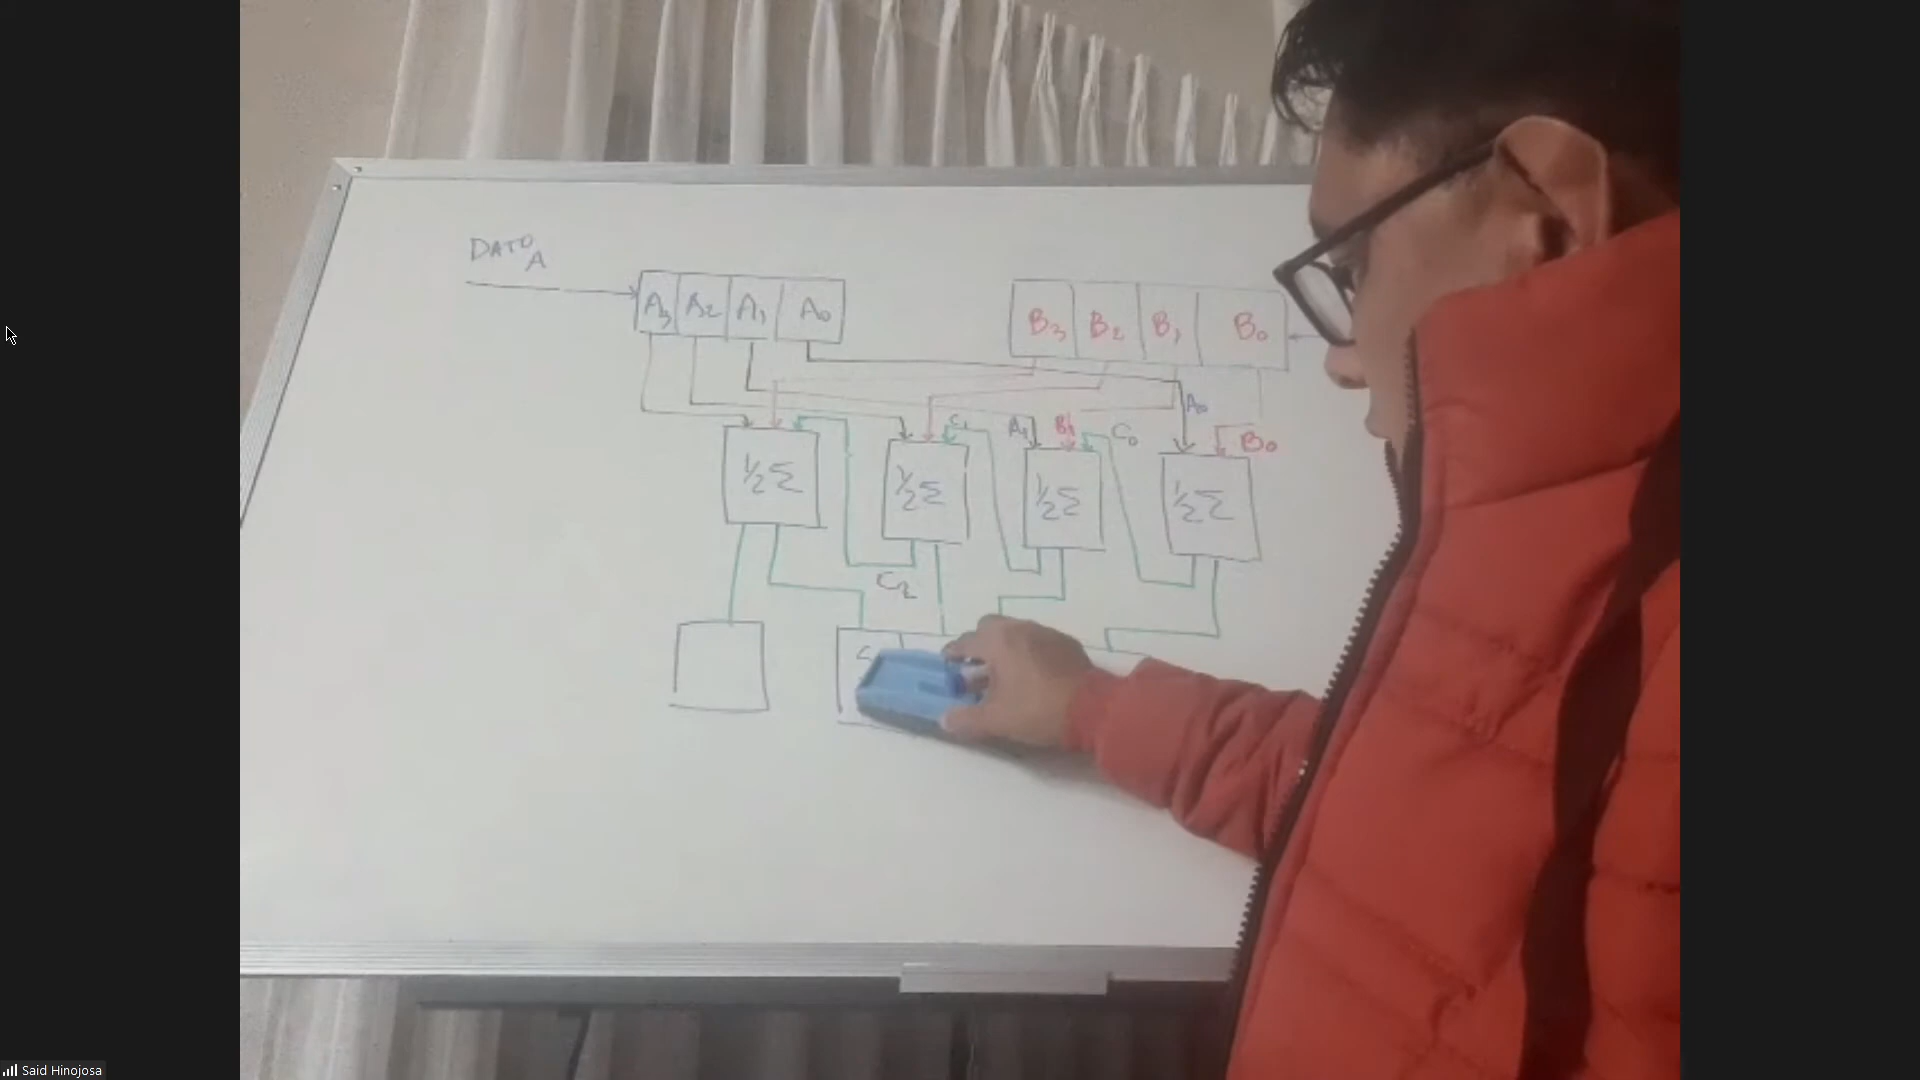 DATO A
A3 A2 A1 A0
B3 B2 B1 B0
C1 A1 B1 C0 A0 B0
½Σ ½Σ ½Σ ½Σ
C2
Said Hinojosa